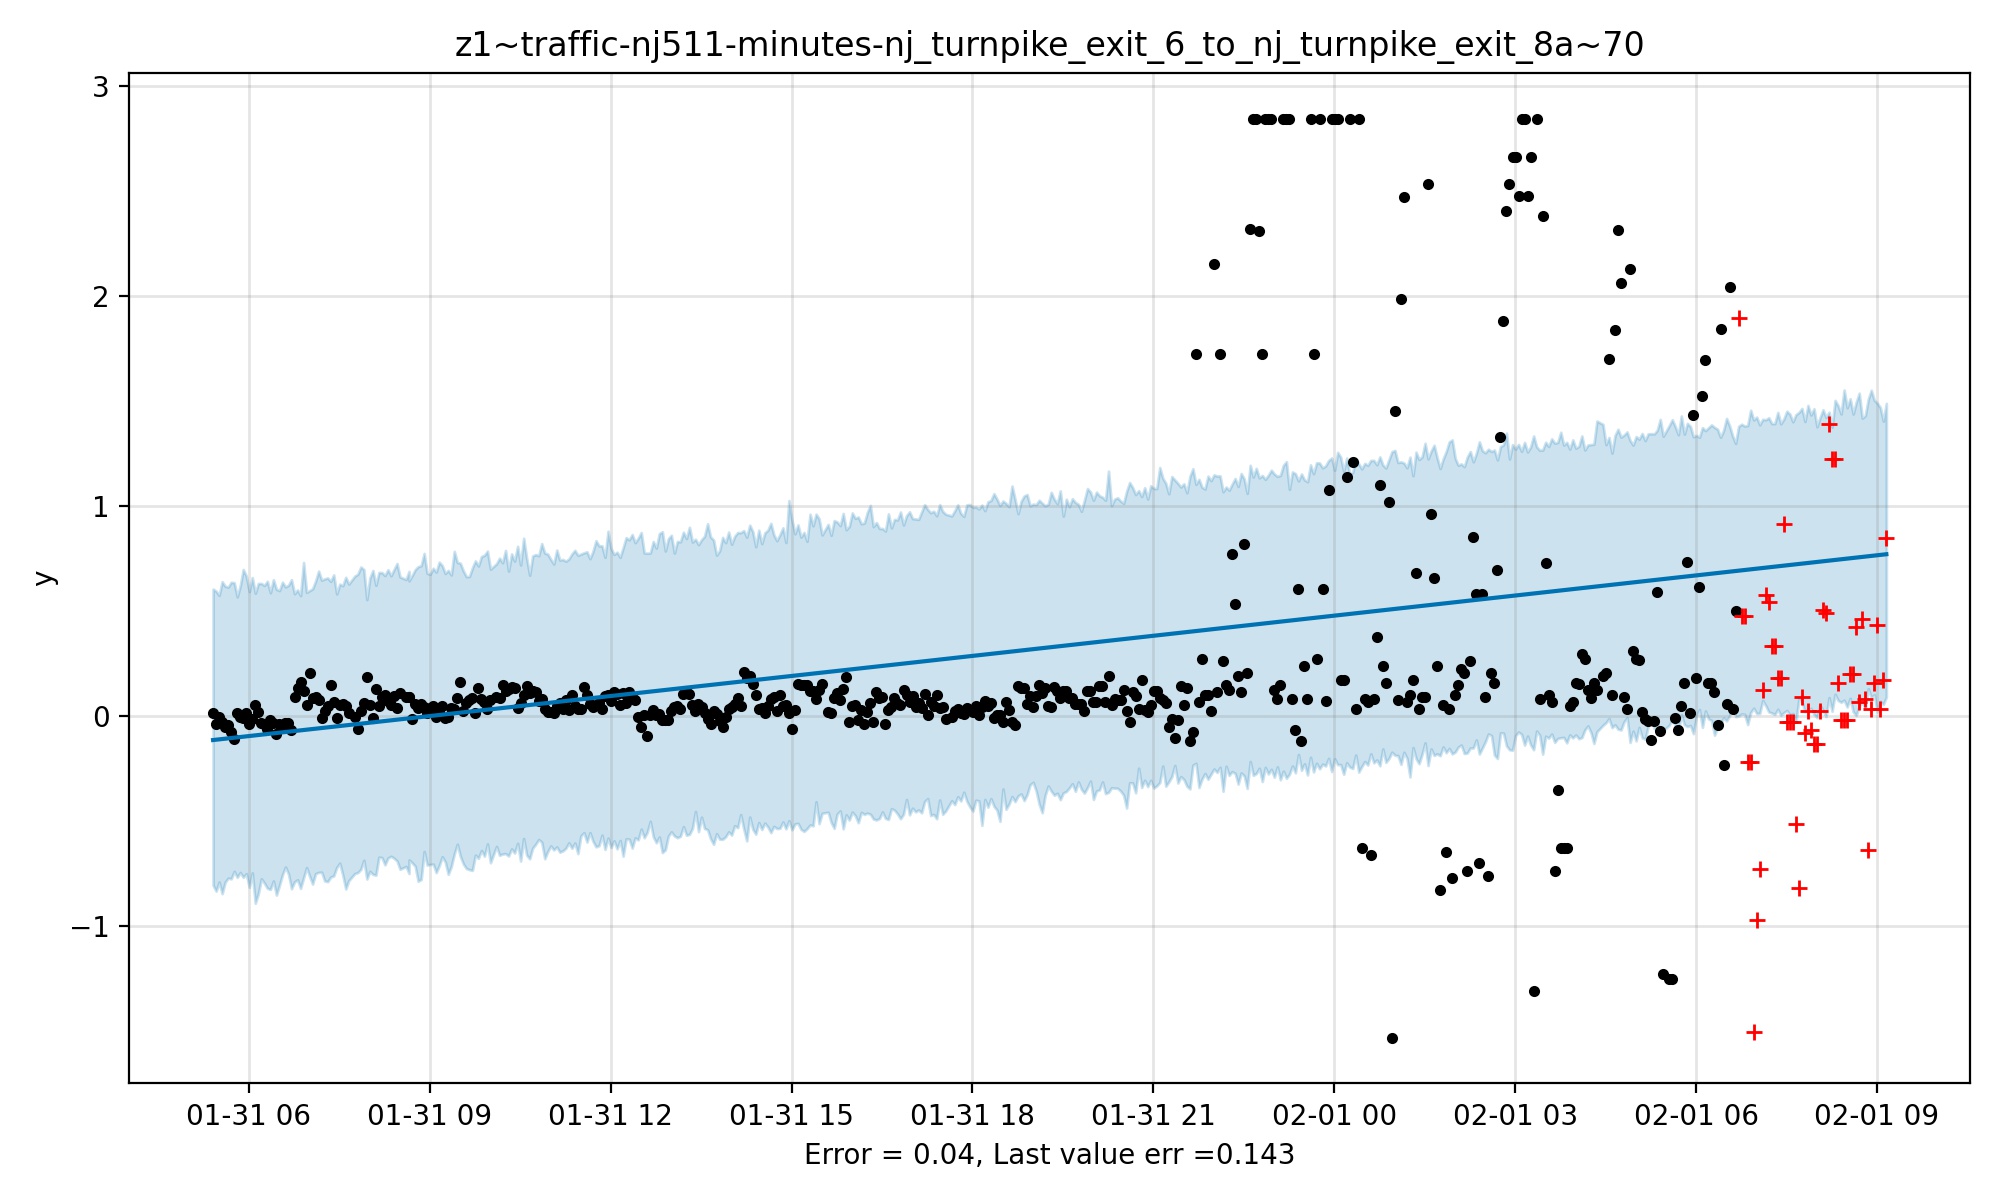 z1~traffic-nj511-minutes-nj_turnpike_exit_6_to_nj_turnpike_exit_8a~70
3
2
1
0
−1
y
01-31 06 01-31 09 01-31 12 01-31 15 01-31 18 01-31 21 02-01 00 02-01 03 02-01 06 02-01 09
Error = 0.04, Last value err =0.143